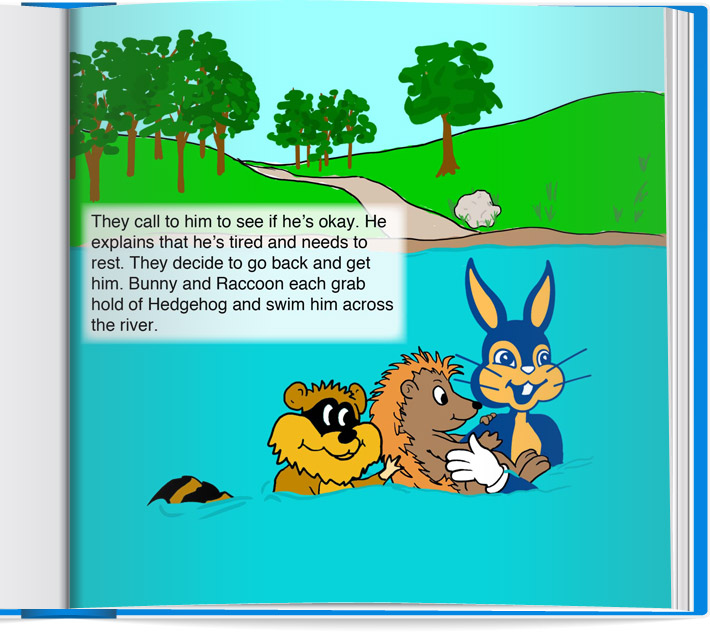 They call to him to see if he's okay. He
explains that he's tired and needs to
rest. They decide to go back and get
him. Bunny and Raccoon each grab
hold of Hedgehog and swim him across
the river.